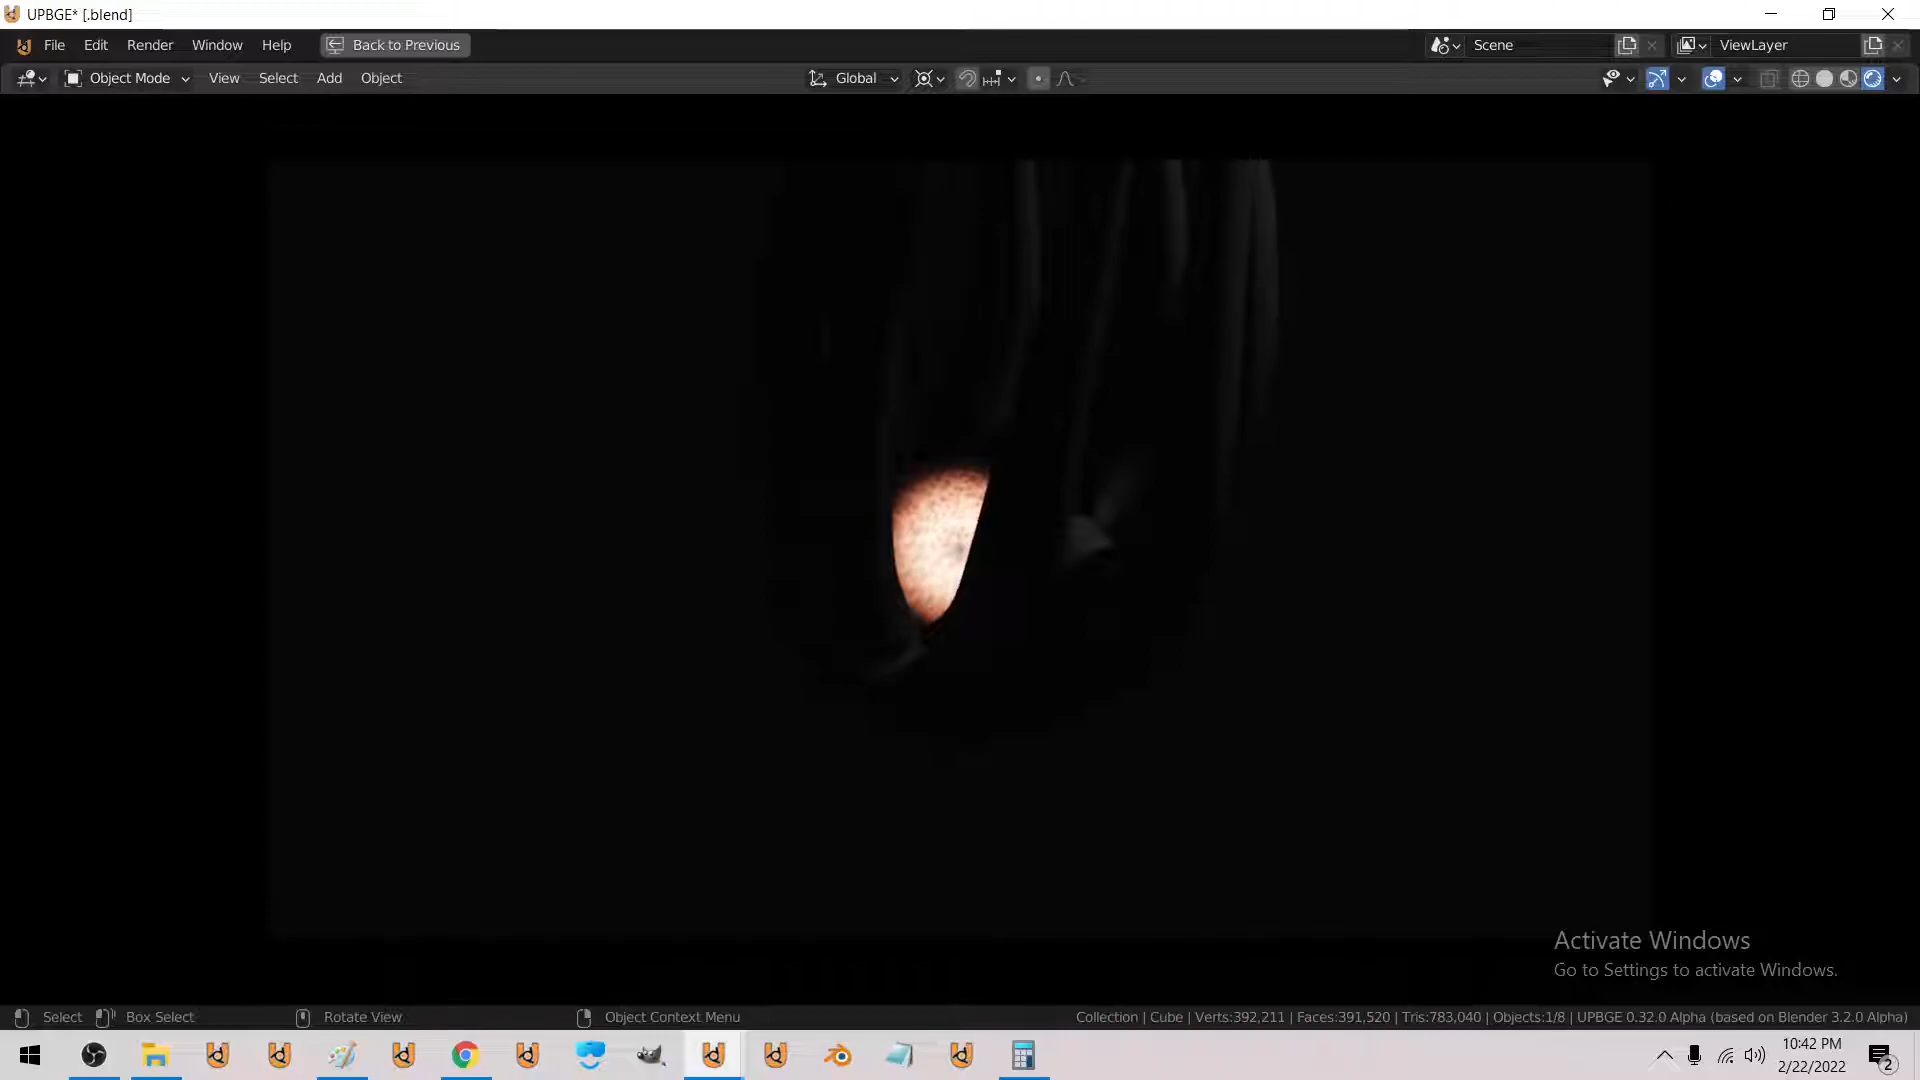 UPBGE* [.blend]
File Edit Render Window Help Back to Previous Scene ViewLayer
Object Mode View Select Add Object Global
Activate Windows
Go to Settings to activate Windows.
Select Box Select Rotate View Object Context Menu Collection | Cube | Verts:392,211 | Faces:391,520 | Tris:783,040 | Objects:1/8 | UPBGE 0.32.0 Alpha (based on Blender 3.2.0 Alpha)
10:42 PM
2/22/2022
2